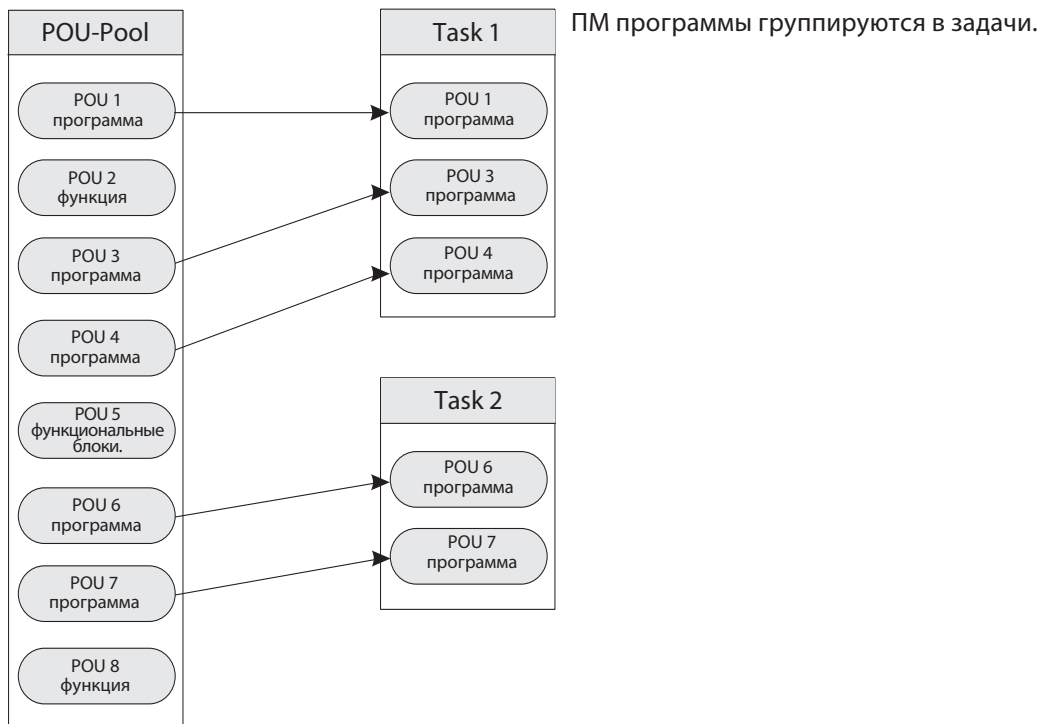 POU-Pool
POU 1
программа
POU 2
функция
POU 3
программа
POU 4
программа
POU 5
функциональные
блоки.
POU 6
программа
POU 7
программа
POU 8
функция
Task 1
POU 1
программа
POU 3
программа
POU 4
программа
Task 2
POU 6
программа
POU 7
программа
ПМ программы группируются в задачи.